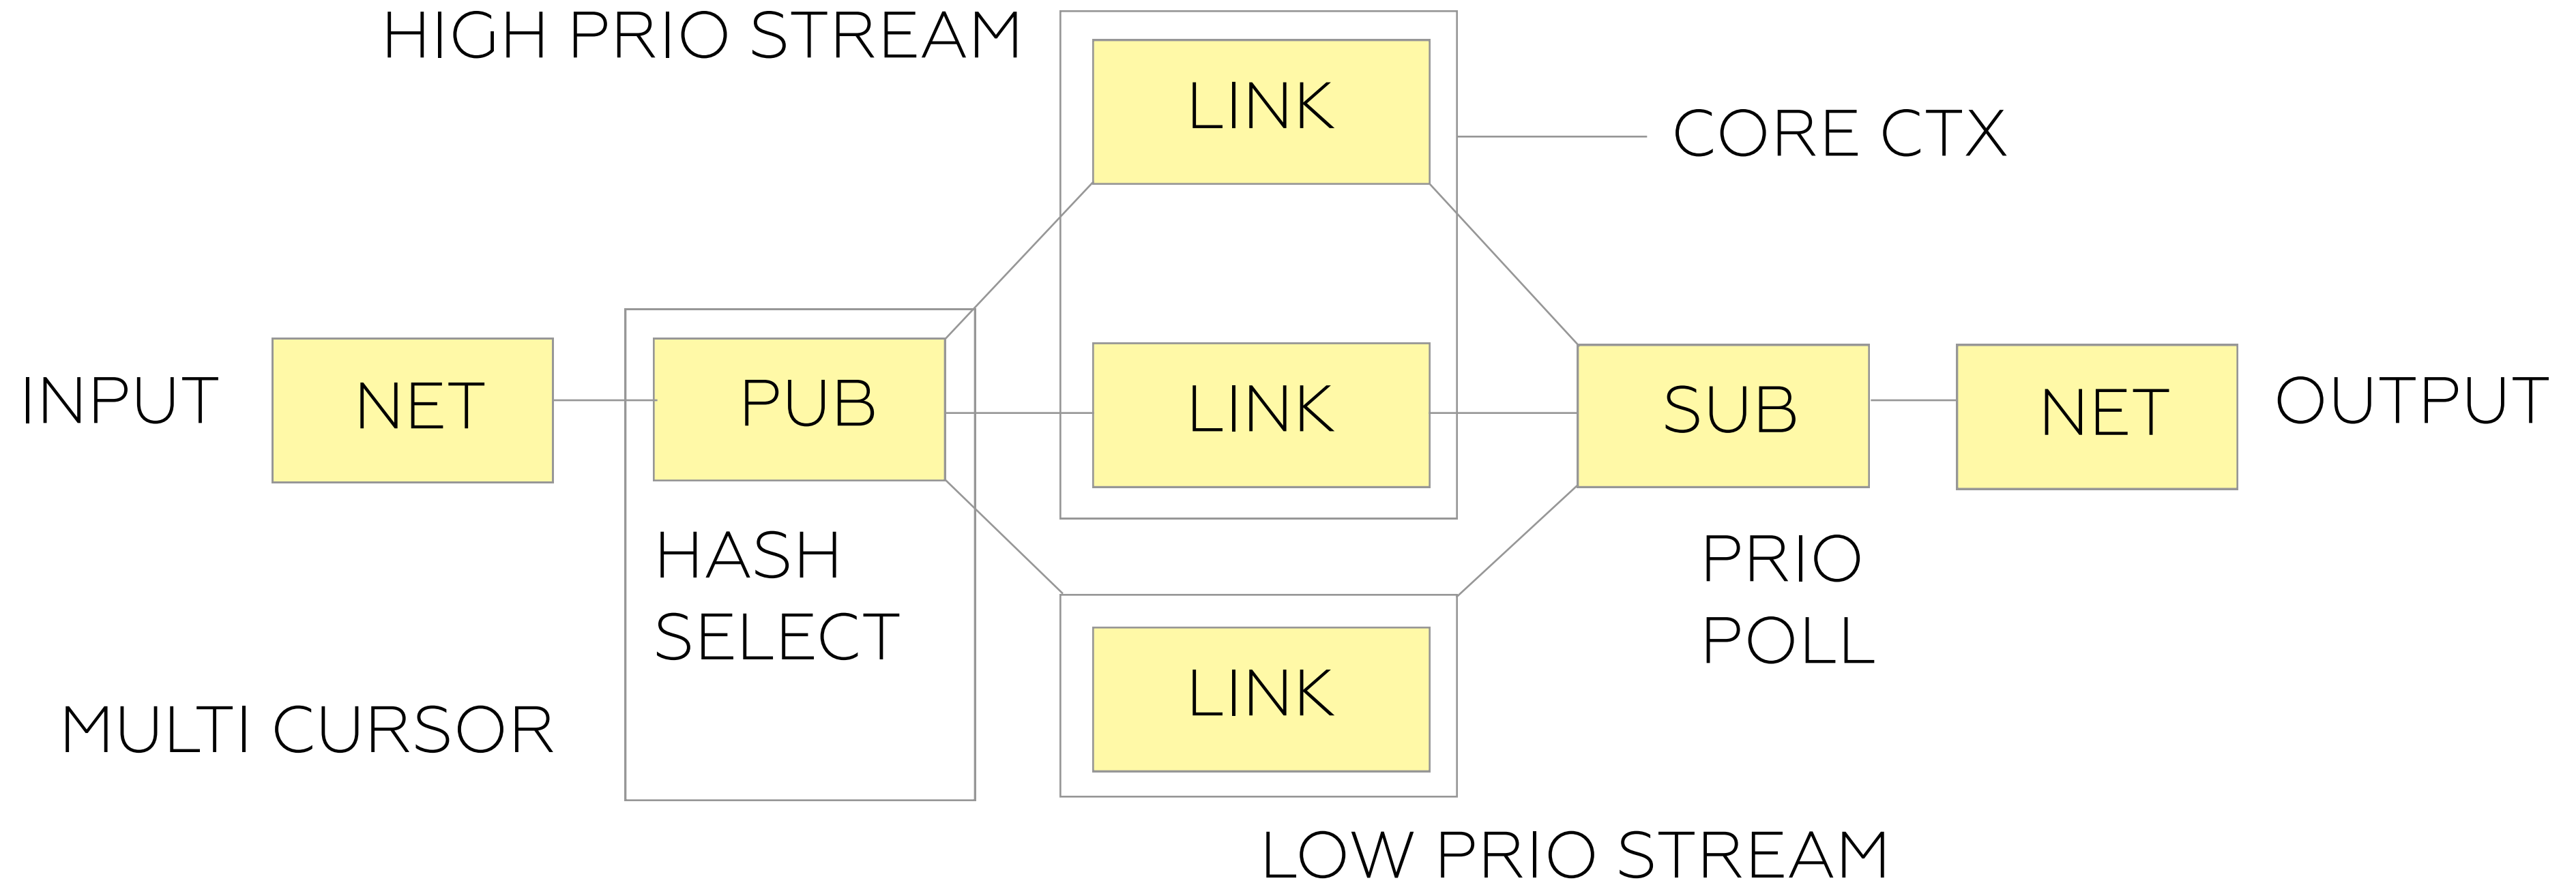 HIGH PRIO STREAM
LINK
CORE CTX
INPUT
NET
PUB
LINK
SUB
NET
OUTPUT
HASH
SELECT
PRIO
POLL
MULTI CURSOR
LINK
LOW PRIO STREAM